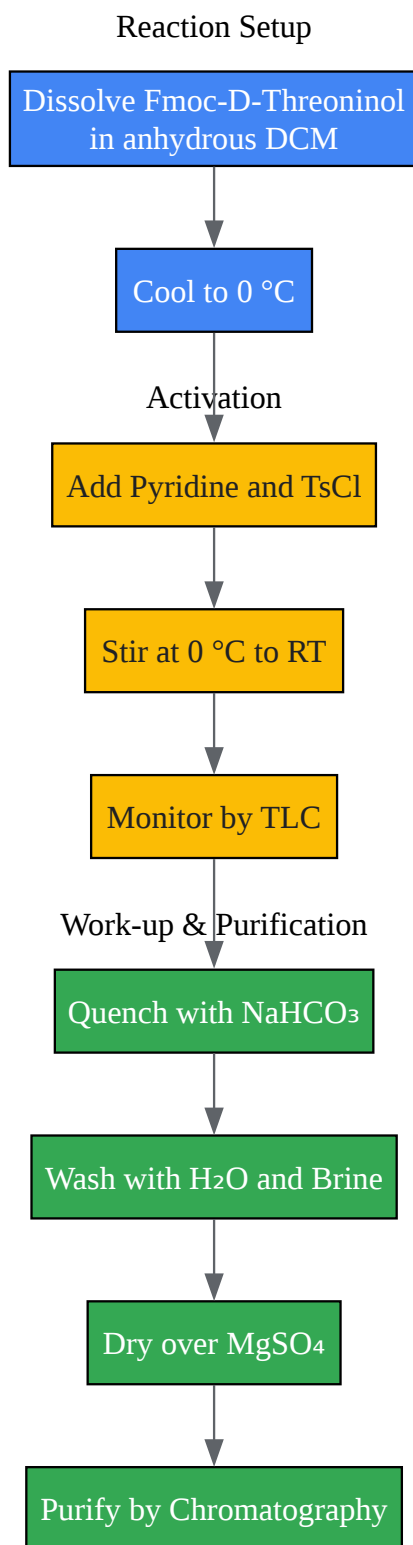 Reaction Setup
Dissolve Fmoc-D-Threoninol
in anhydrous DCM
Cool to 0 °C
Activation
Add Pyridine and TsCl
Stir at 0 °C to RT
Monitor by TLC
Work-up & Purification
Quench with NaHCO₃
Wash with H₂O and Brine
Dry over MgSO₄
Purify by Chromatography